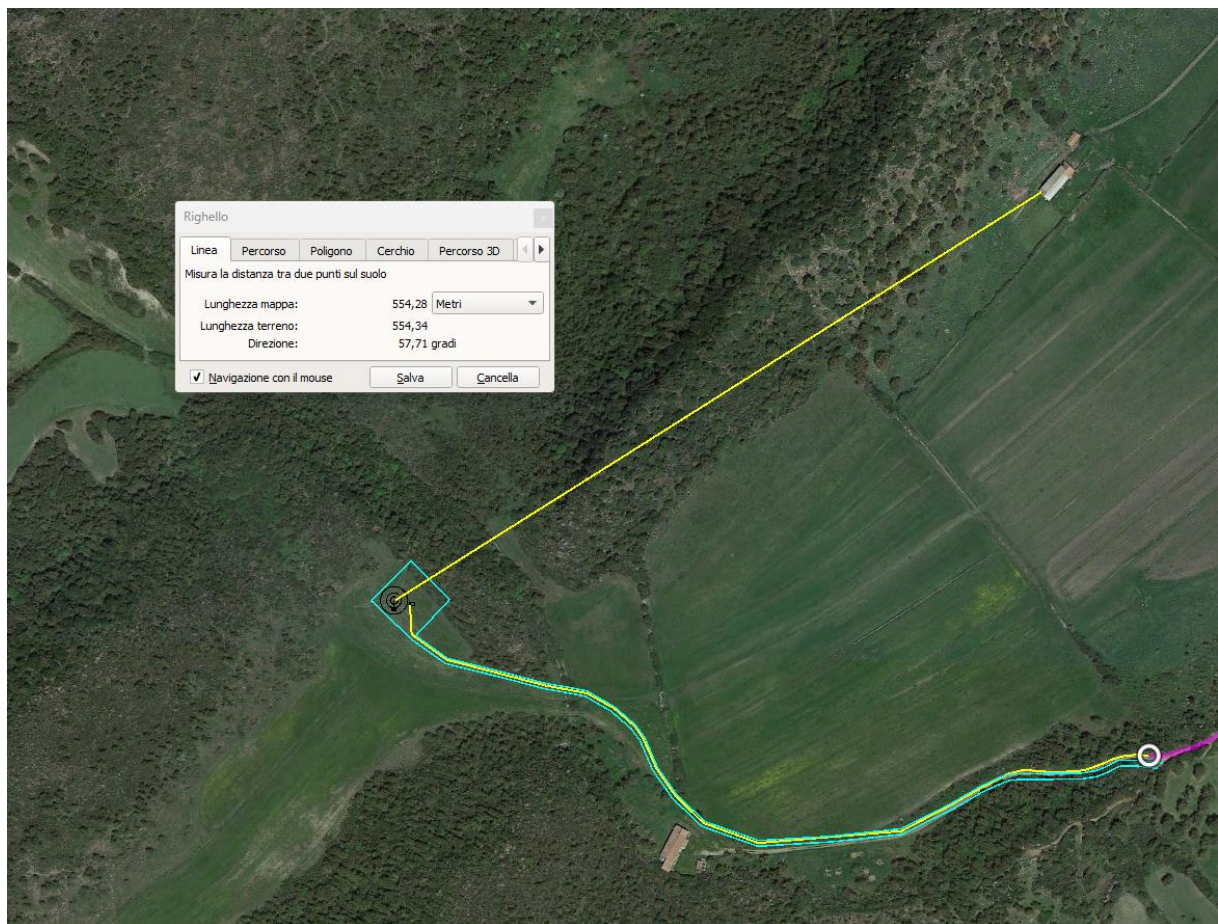 Righello
Linea Percorso Poligono Cerchio Percorso 3D
Misura la distanza tra due punti sul suolo
Lunghezza mappa: 554,28 Metri
Lunghezza terreno: 554,34
Direzione: 57,71 gradi
Navigazione con il mouse Salva Cancella